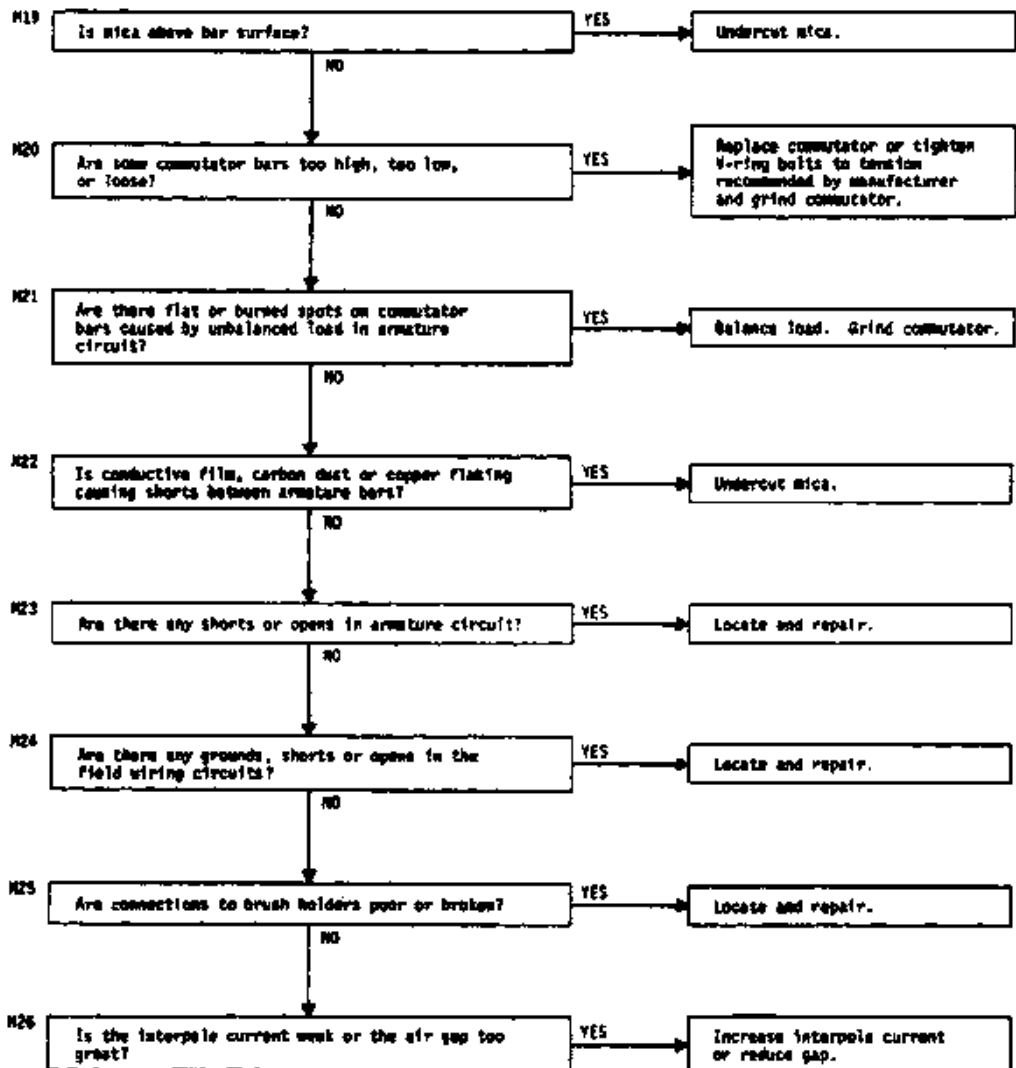 M19
Is mica above bar surface?
YES
Undercut mica.
NO
M20
Are some commutator bars too high, too low,
or loose?
YES
Replace commutator or tighten
V-ring bolts to tension
recommended by manufacturer
and grind commutator.
NO
M21
Are there flat or burned spots on commutator
bars caused by unbalanced load in armature
circuit?
YES
Balance load. Grind commutator.
NO
M22
Is conductive film, carbon dust or copper flaking
causing shorts between armature bars?
YES
Undercut mica.
NO
M23
Are there any shorts or opens in armature circuit?
YES
Locate and repair.
NO
M24
Are there any grounds, shorts or opens in the
field wiring circuits?
YES
Locate and repair.
NO
M25
Are connections to brush holders poor or broken?
YES
Locate and repair.
NO
M26
Is the interpole current weak or the air gap too
great?
YES
Increase interpole current
or reduce gap.